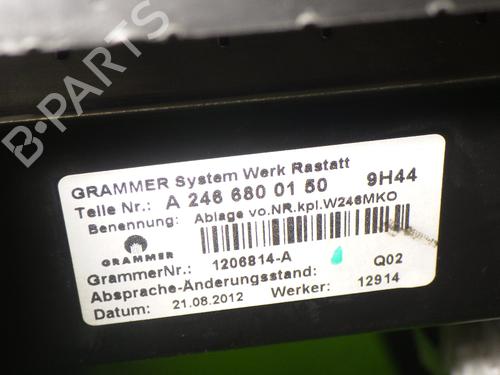 B-PARTS
GRAMMER System Werk Rastatt
Teile Nr.: A 246 680 01 50 9H44
Benennung: Ablage vo.NR.kpl.W246MKO
GRAMMER
GrammerNr.: 1206814-A
Absprache-Änderungsstand: Q02
Datum: 21.08.2012 Werker: 12914